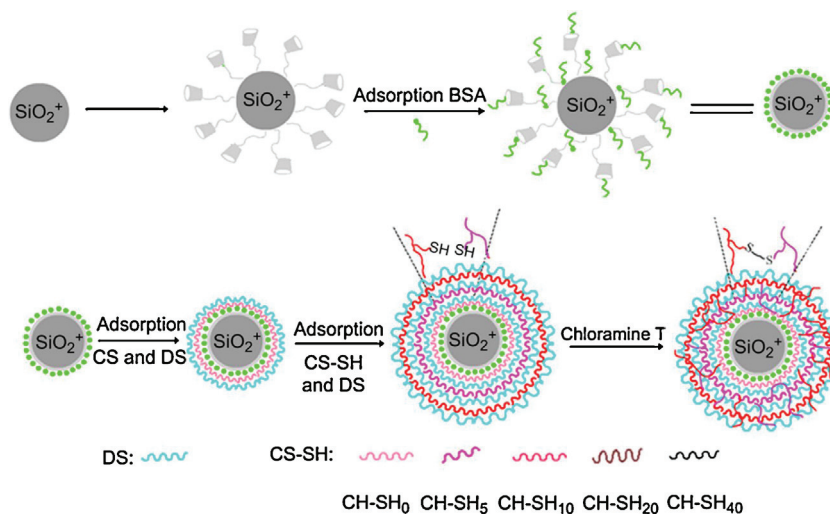 SiO₂⁺ SiO₂⁺ Adsorption BSA SiO₂⁺ SiO₂⁺
SH SH S S
SiO₂⁺ Adsorption CS and DS SiO₂⁺ Adsorption CS-SH and DS SiO₂⁺ Chloramine T SiO₂⁺
DS: CS-SH:
CH-SH₀ CH-SH₅ CH-SH₁₀ CH-SH₂₀ CH-SH₄₀